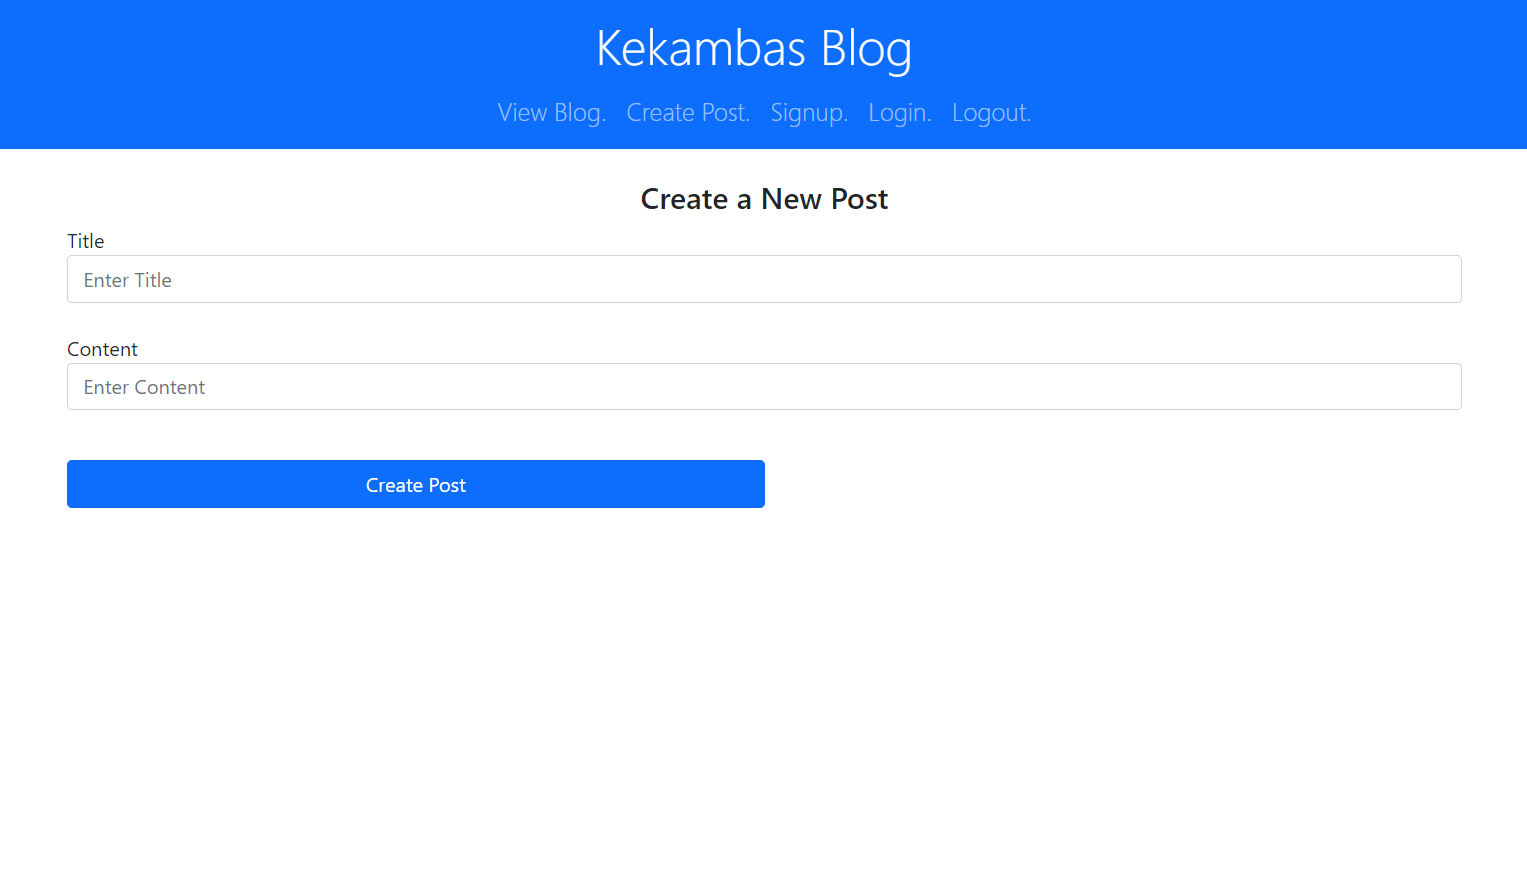 Kekambas Blog
View Blog. Create Post. Signup. Login. Logout.
Create a New Post
Title
Enter Title
Content
Enter Content
Create Post